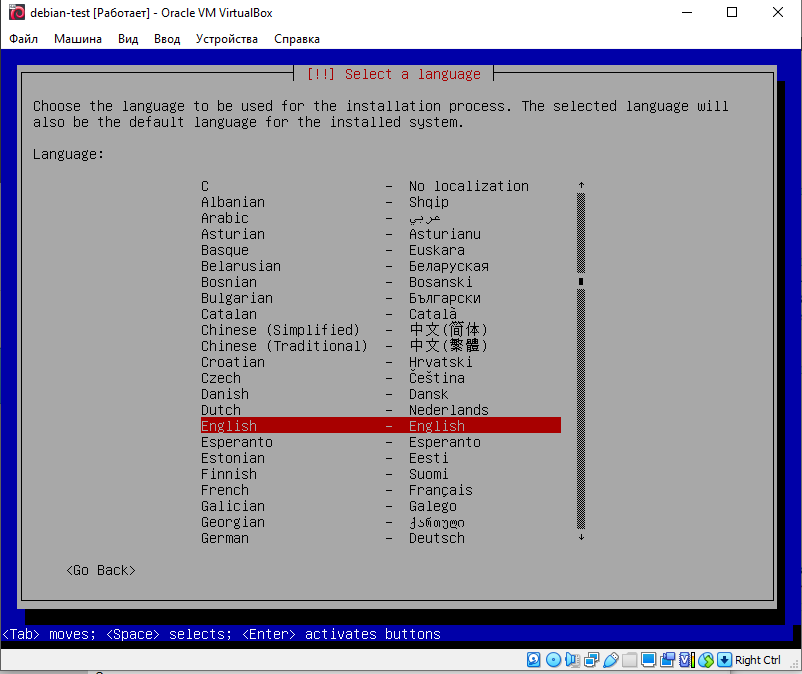 debian-test [Работает] - Oracle VM VirtualBox
Файл Машина Вид Ввод Устройства Справка
[!!] Select a language
Choose the language to be used for the installation process. The selected language will
also be the default language for the installed system.
Language:
C - No localization
Albanian - Shqip
Arabic - عربي
Asturian - Asturianu
Basque - Euskara
Belarusian - Беларуская
Bosnian - Bosanski
Bulgarian - Български
Catalan - Català
Chinese (Simplified) - 中文(简体)
Chinese (Traditional) - 中文(繁體)
Croatian - Hrvatski
Czech - Čeština
Danish - Dansk
Dutch - Nederlands
English - English
Esperanto - Esperanto
Estonian - Eesti
Finnish - Suomi
French - Français
Galician - Galego
Georgian - ქართული
German - Deutsch
<Go Back>
<Tab> moves; <Space> selects; <Enter> activates buttons
Right Ctrl